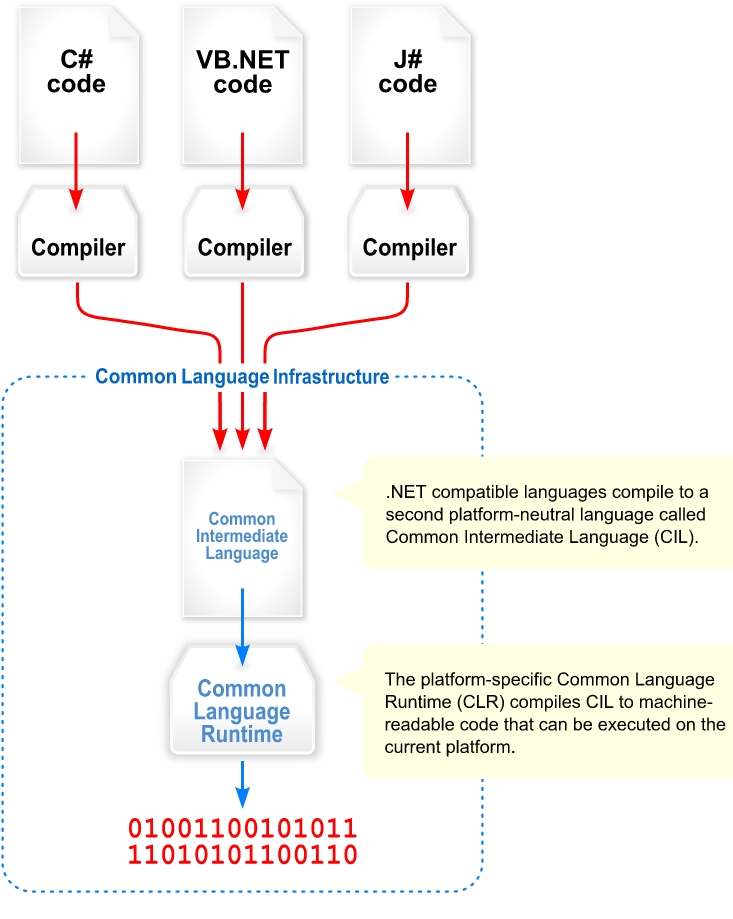 C#
code
VB.NET
code
J#
code
Compiler
Compiler
Compiler
Common Language Infrastructure
Common
Intermediate
Language
.NET compatible languages compile to a
second platform-neutral language called
Common Intermediate Language (CIL).
Common
Language
Runtime
The platform-specific Common Language
Runtime (CLR) compiles CIL to machine-
readable code that can be executed on the
current platform.
01001100101011
11010101100110